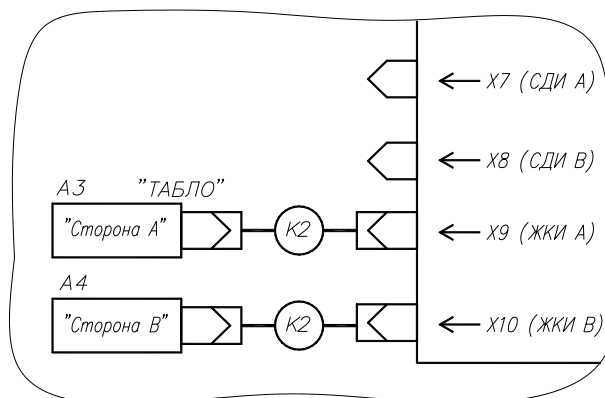 X7 (СДИ А)
X8 (СДИ В)
А3 "ТАБЛО"
"Сторона А" К2 X9 (ЖКИ А)
А4
"Сторона В" К2 X10 (ЖКИ В)